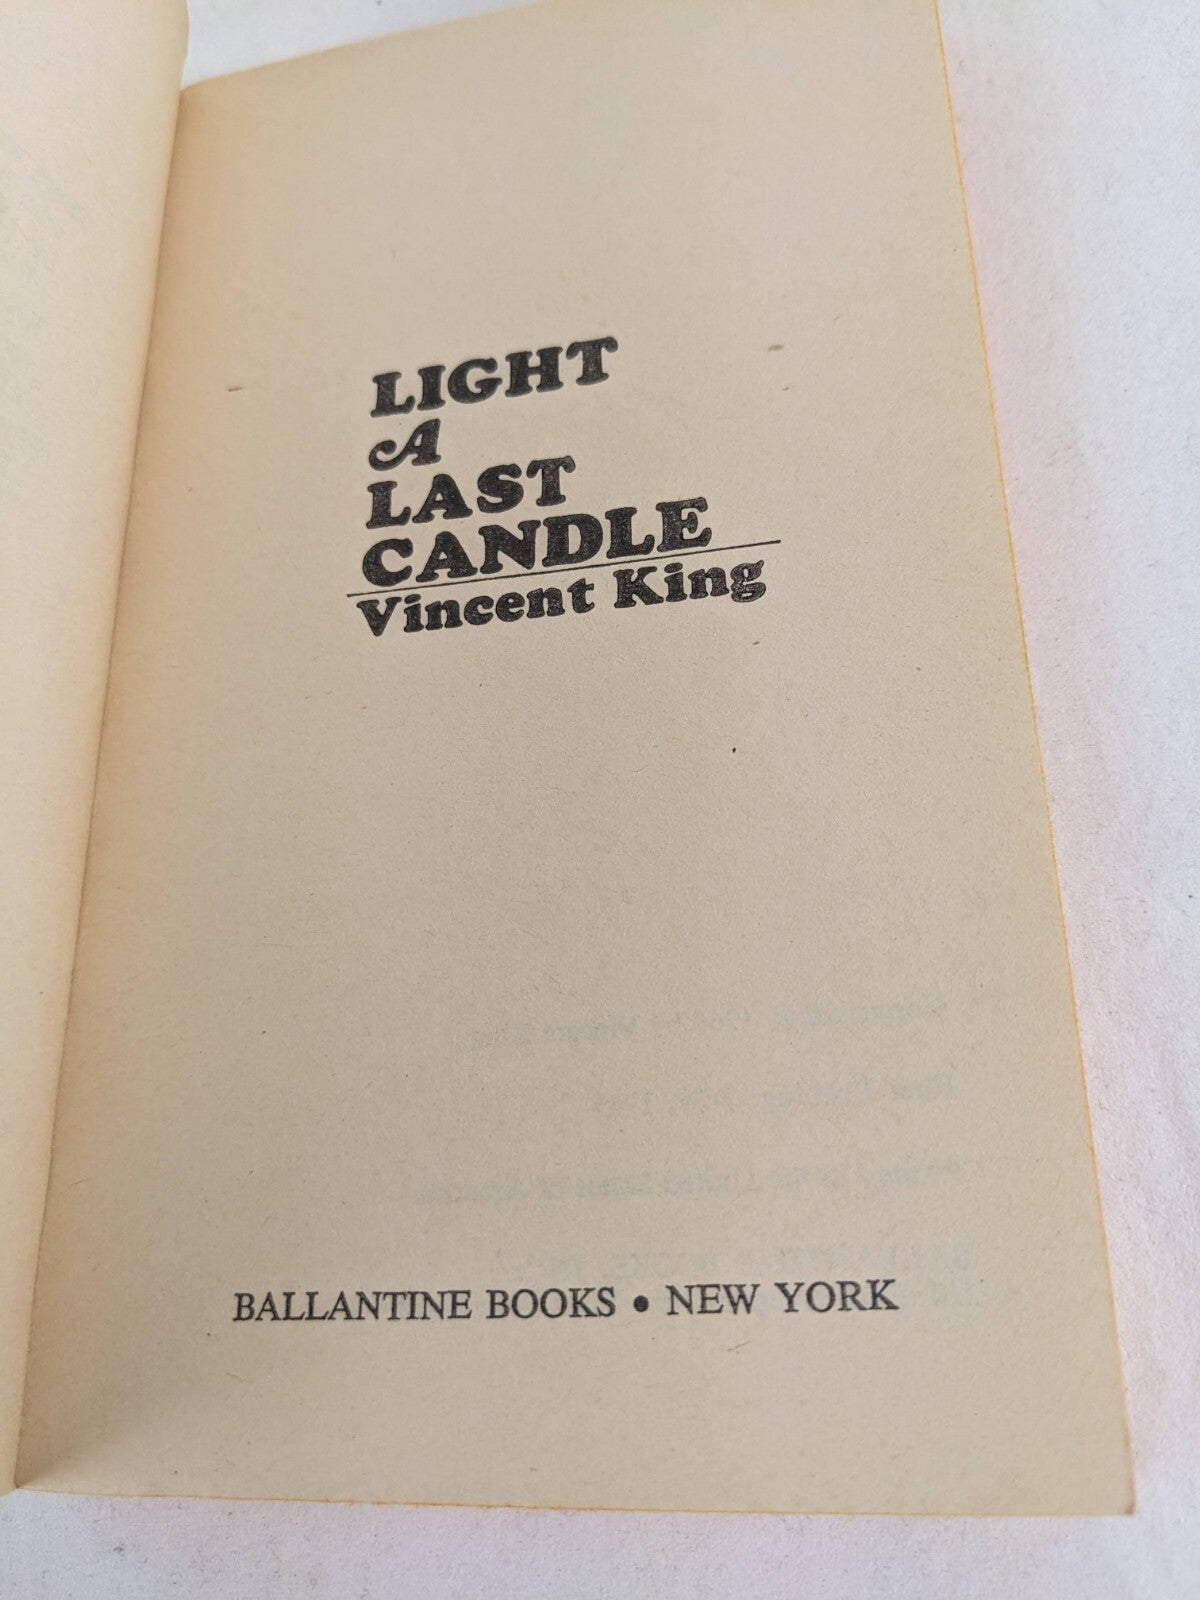 LIGHT
A
LAST
CANDLE
Vincent King
BALLANTINE BOOKS • NEW YORK